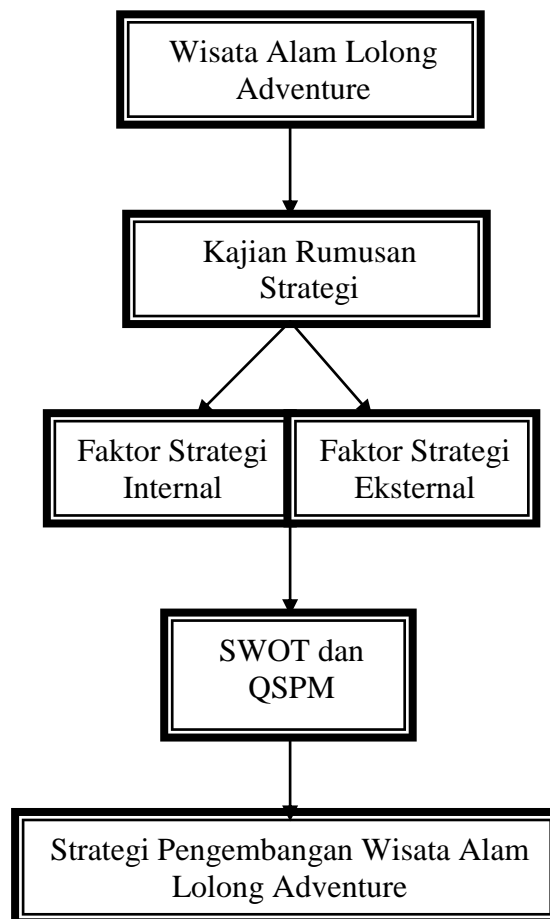 Wisata Alam Lolong
Adventure
Kajian Rumusan
Strategi
Faktor Strategi
Internal
Faktor Strategi
Eksternal
SWOT dan
QSPM
Strategi Pengembangan Wisata Alam
Lolong Adventure